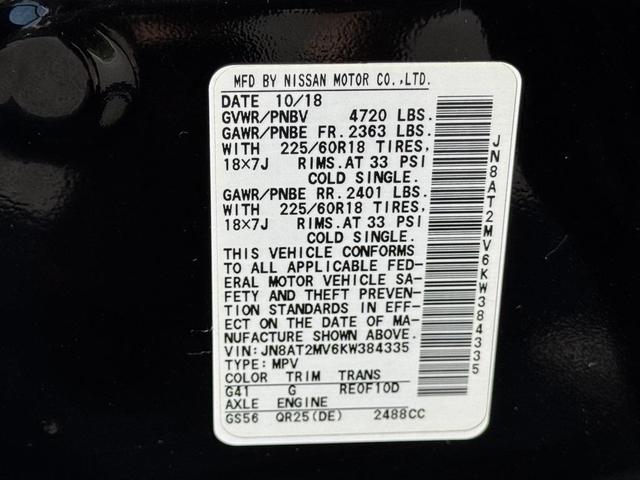 MFD BY NISSAN MOTOR CO.,LTD.
DATE 10/18
GVWR/PNBV 4720 LBS.
GAWR/PNBE FR. 2363 LBS.
WITH 225/60R18 TIRES,
18×7J RIMS. AT 33 PSI
COLD SINGLE.
GAWR/PNBE RR. 2401 LBS.
WITH 225/60R18 TIRES,
18×7J RIMS. AT 33 PSI
COLD SINGLE.
THIS VEHICLE CONFORMS
TO ALL APPLICABLE FED-
ERAL MOTOR VEHICLE SA-
FETY AND THEFT PREVEN-
TION STANDARDS IN EFF-
ECT ON THE DATE OF MA-
NUFACTURE SHOWN ABOVE.
VIN: JN8AT2MV6KW384335
TYPE: MPV
COLOR TRIM TRANS
G41 G RE0F10D
AXLE ENGINE
GS56 QR25(DE) 2488CC
JN8AT2MV6KW384335